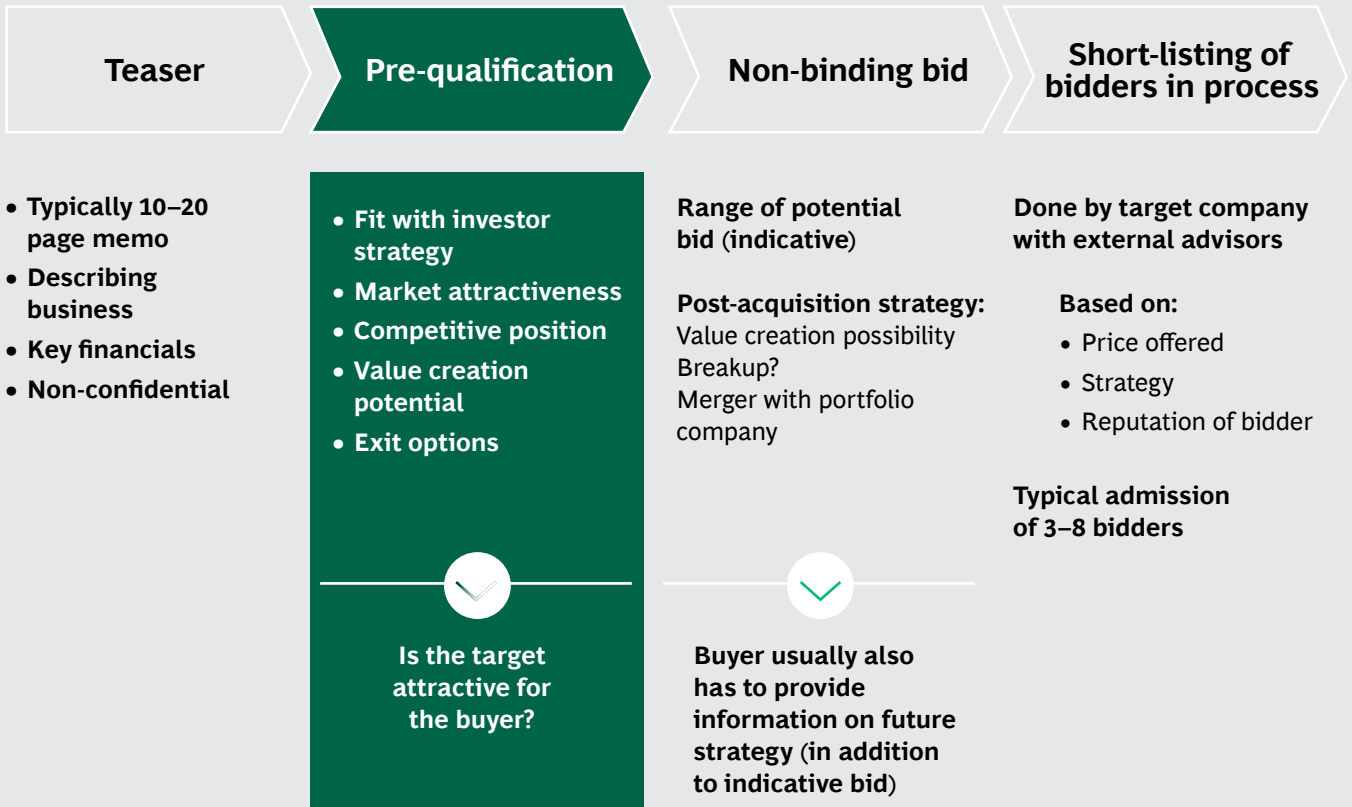 Teaser
Pre-qualification
Non-binding bid
Short-listing of
bidders in process
• Typically 10–20
page memo
• Describing
business
• Key financials
• Non-confidential
• Fit with investor
strategy
• Market attractiveness
• Competitive position
• Value creation
potential
• Exit options
Is the target
attractive for
the buyer?
Range of potential
bid (indicative)
Post-acquisition strategy:
Value creation possibility
Breakup?
Merger with portfolio
company
Buyer usually also
has to provide
information on future
strategy (in addition
to indicative bid)
Done by target company
with external advisors
Based on:
• Price offered
• Strategy
• Reputation of bidder
Typical admission
of 3–8 bidders